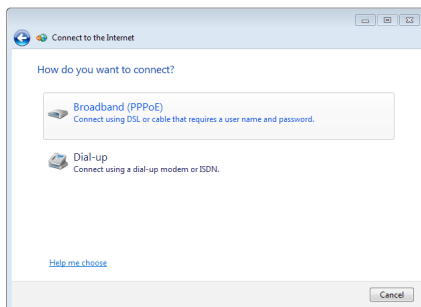 Connect to the Internet
How do you want to connect?
Broadband (PPPoE)
Connect using DSL or cable that requires a user name and password.
Dial-up
Connect using a dial-up modem or ISDN.
Help me choose
Cancel